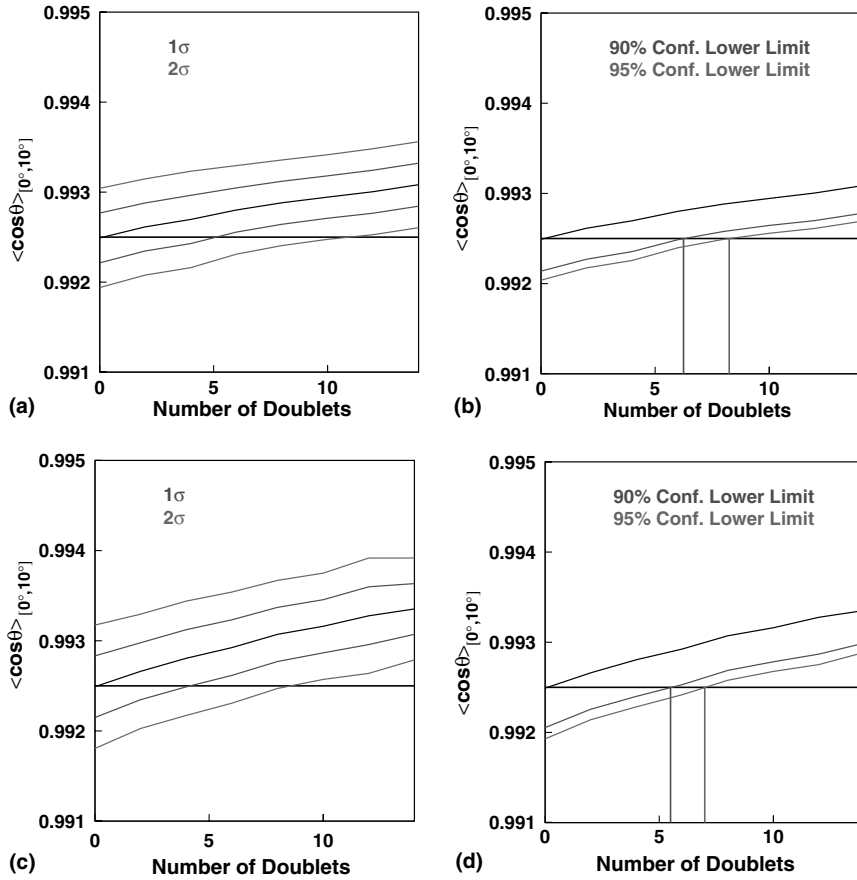 0.995
0.994
0.993
0.992
0.991
<cosθ>[0°,10°]
1σ
2σ
0 5 10
Number of Doublets
(a)
0.995
0.994
0.993
0.992
0.991
<cosθ>[0°,10°]
90% Conf. Lower Limit
95% Conf. Lower Limit
0 5 10
Number of Doublets
(b)
0.995
0.994
0.993
0.992
0.991
<cosθ>[0°,10°]
1σ
2σ
0 5 10
Number of Doublets
(c)
0.995
0.994
0.993
0.992
0.991
<cosθ>[0°,10°]
90% Conf. Lower Limit
95% Conf. Lower Limit
0 5 10
Number of Doublets
(d)